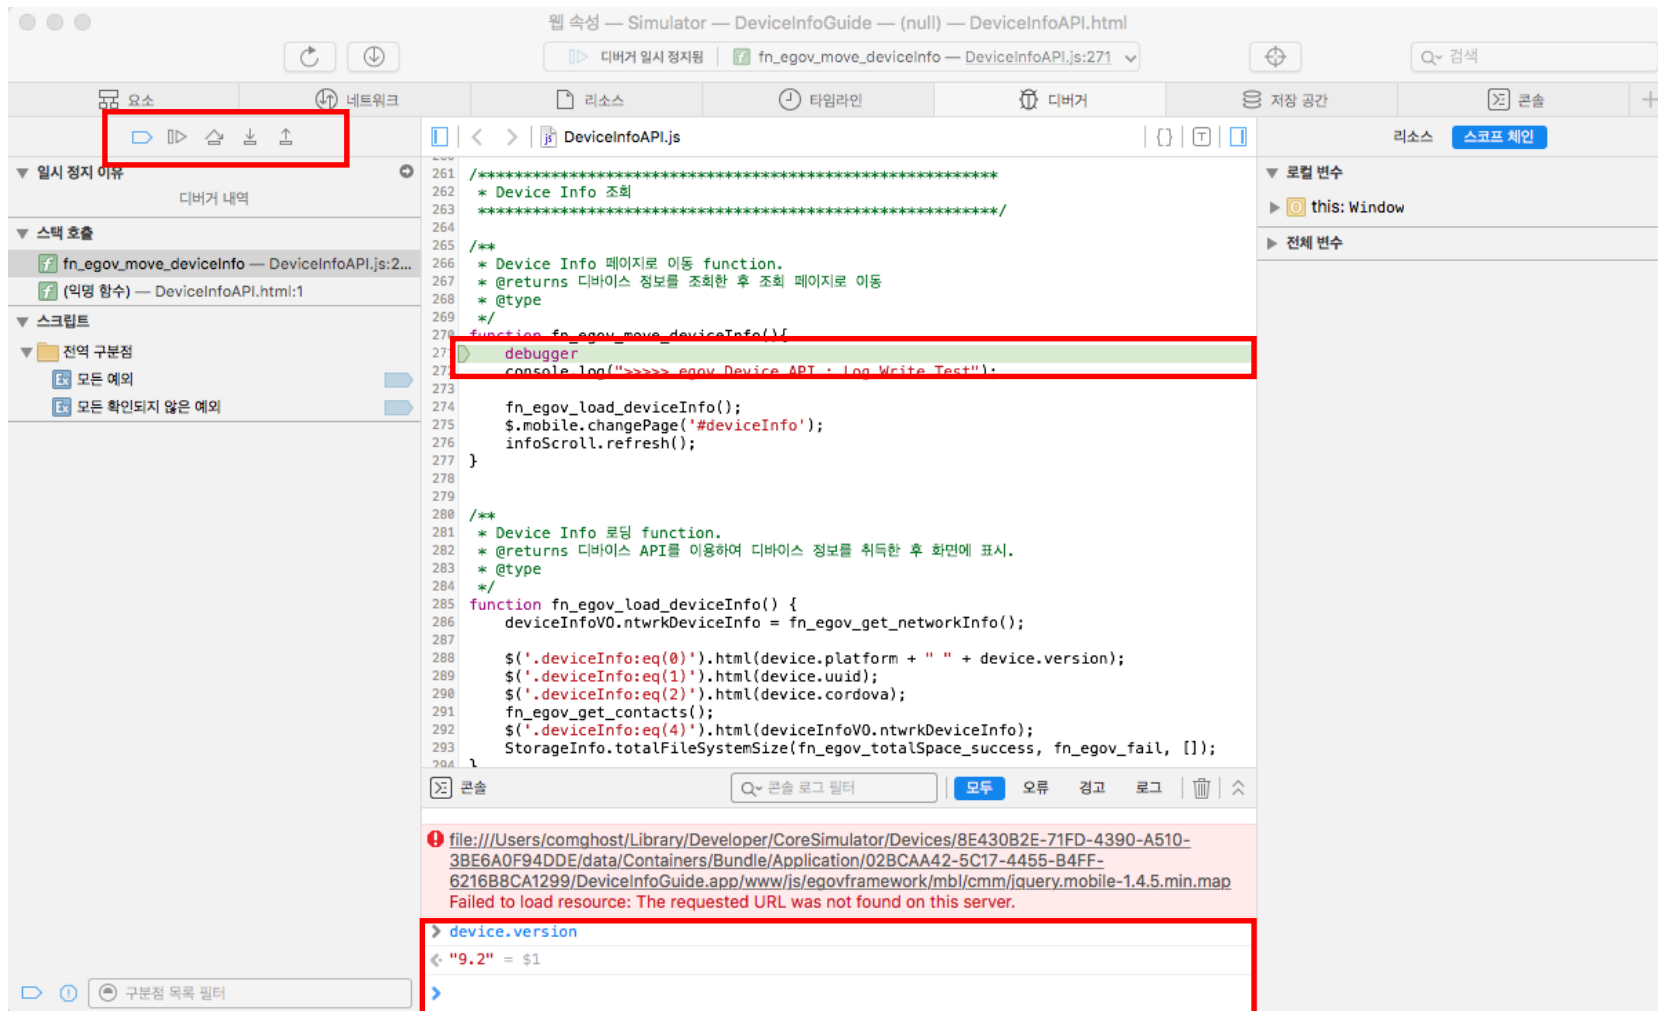 웹 속성 — Simulator — DeviceInfoGuide — (null) — DeviceInfoAPI.html
디버거 일시 정지됨 fn_egov_move_deviceInfo — DeviceInfoAPI.js:271
검색
요소 네트워크 리소스 타임라인 디버거 저장 공간 콘솔
DeviceInfoAPI.js
리소스 스코프 체인
일시 정지 이유
디버거 내역
스택 호출
fn_egov_move_deviceInfo — DeviceInfoAPI.js:2...
(익명 함수) — DeviceInfoAPI.html:1
스크립트
전역 구분점
모든 예외
모든 확인되지 않은 예외
구분점 목록 필터
260
261 /***********************************************************
262  * Device Info 조회
263  ***********************************************************/
264
265 /**
266  * Device Info 페이지로 이동 function.
267  * @returns 디바이스 정보를 조회한 후 조회 페이지로 이동
268  * @type
269  */
270 function fn_egov_move_deviceInfo(){
271     debugger
272     console.log(">>>>> egov Device API : Log Write Test");
273
274     fn_egov_load_deviceInfo();
275     $.mobile.changePage('#deviceInfo');
276     infoScroll.refresh();
277 }
278
279
280 /**
281  * Device Info 로딩 function.
282  * @returns 디바이스 API를 이용하여 디바이스 정보를 취득한 후 화면에 표시.
283  * @type
284  */
285 function fn_egov_load_deviceInfo() {
286     deviceInfoVO.ntwrkDeviceInfo = fn_egov_get_networkInfo();
287
288     $('.deviceInfo:eq(0)').html(device.platform + " " + device.version);
289     $('.deviceInfo:eq(1)').html(device.uuid);
290     $('.deviceInfo:eq(2)').html(device.cordova);
291     fn_egov_get_contacts();
292     $('.deviceInfo:eq(4)').html(deviceInfoVO.ntwrkDeviceInfo);
293     StorageInfo.totalFileSystemSize(fn_egov_totalSpace_success, fn_egov_fail, []);
294 }
로컬 변수
this: Window
전체 변수
콘솔 콘솔 로그 필터 모두 오류 경고 로그
file:///Users/comghost/Library/Developer/CoreSimulator/Devices/8E430B2E-71FD-4390-A510-
3BE6A0F94DDE/data/Containers/Bundle/Application/02BCAA42-5C17-4455-B4FF-
6216B8CA1299/DeviceInfoGuide.app/www/js/egovframework/mbl/cmm/jquery.mobile-1.4.5.min.map
Failed to load resource: The requested URL was not found on this server.
device.version
"9.2" = $1